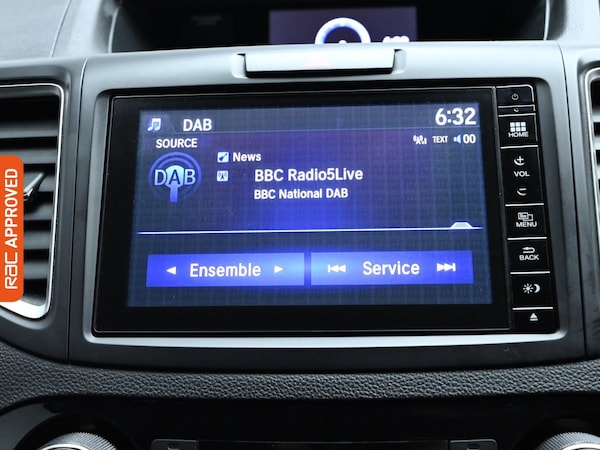 DAB
6:32
SOURCE
TEXT
00
News
DAB
BBC Radio5Live
BBC National DAB
Ensemble
Service
HOME
VOL
MENU
BACK
RAC APPROVED